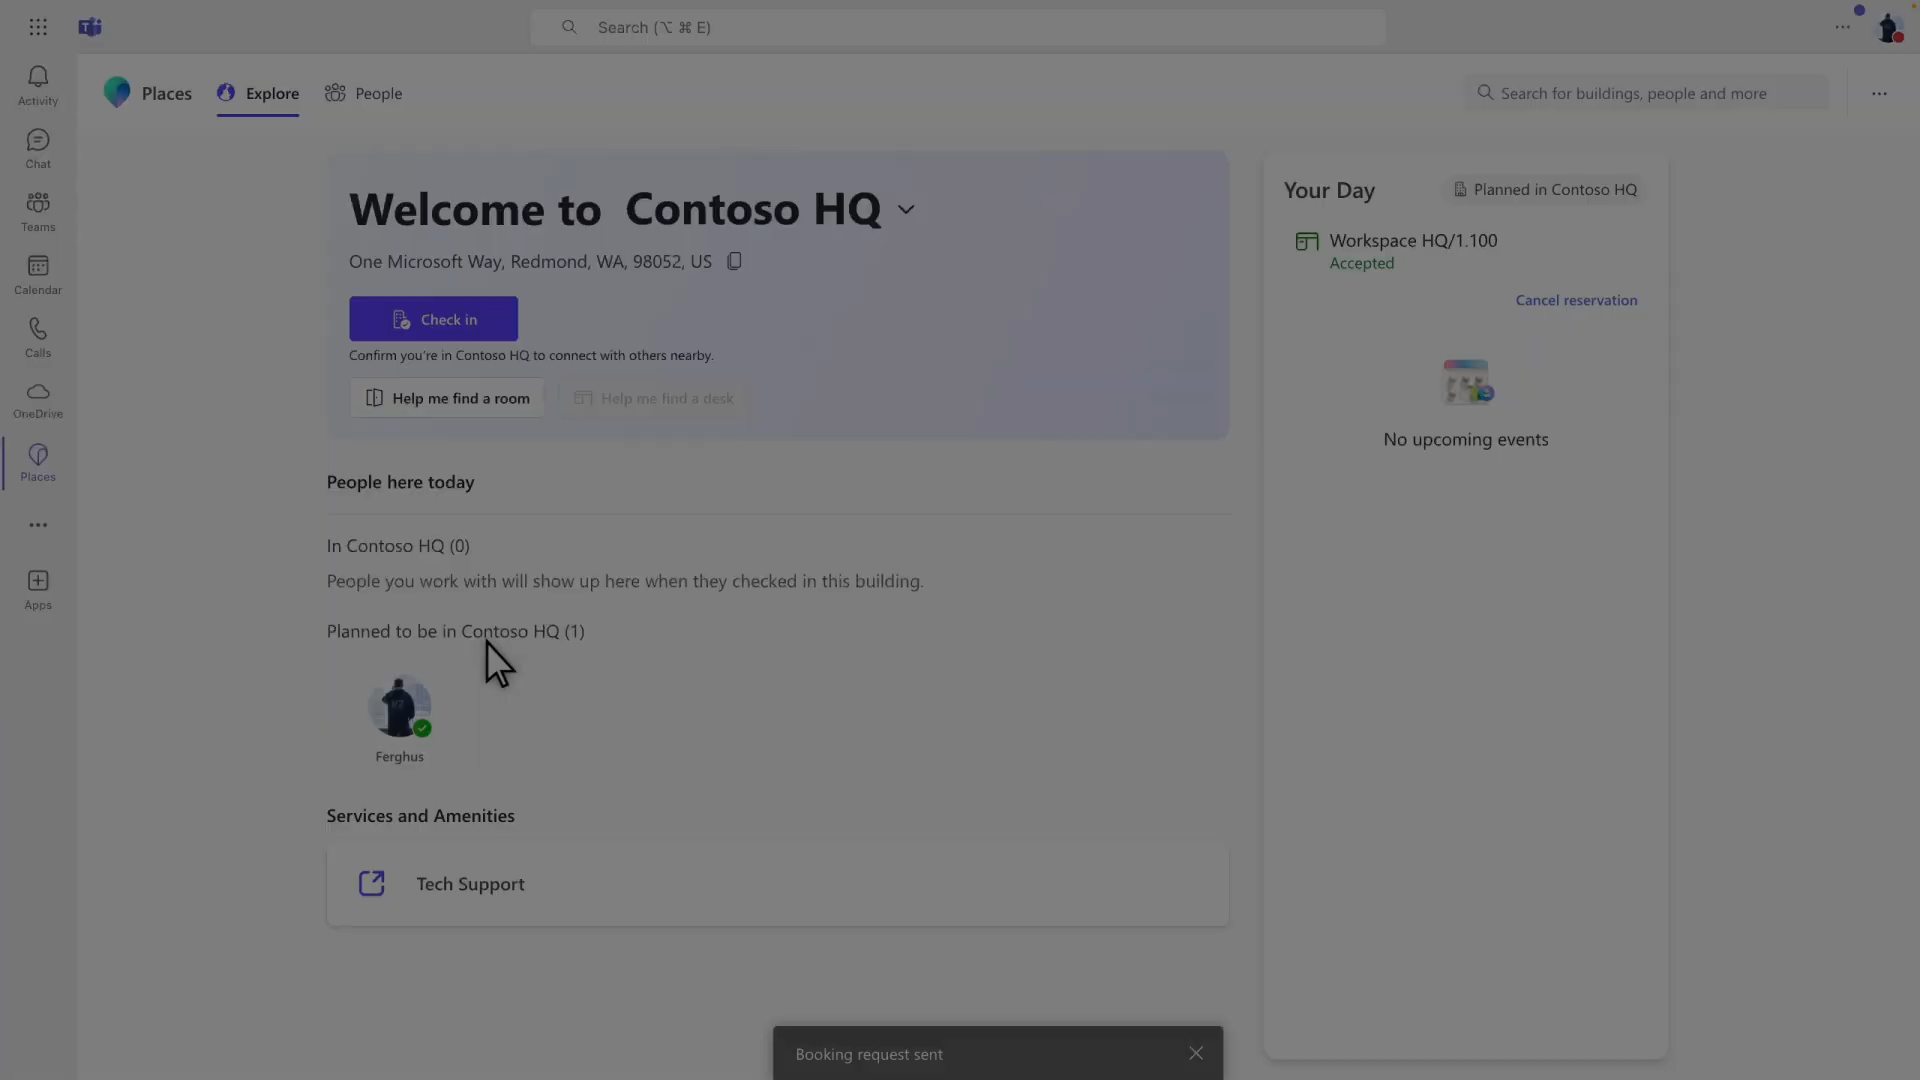 Search (⌥ ⌘ E)
Activity
Chat
Teams
Calendar
Calls
OneDrive
Places
Apps
Places
Explore
People
Search for buildings, people and more
Welcome to Contoso HQ
One Microsoft Way, Redmond, WA, 98052, US
Check in
Confirm you're in Contoso HQ to connect with others nearby.
Help me find a room
Help me find a desk
People here today
In Contoso HQ (0)
People you work with will show up here when they checked in this building.
Planned to be in Contoso HQ (1)
Ferghus
Services and Amenities
Tech Support
Your Day
Planned in Contoso HQ
Workspace HQ/1.100
Accepted
Cancel reservation
No upcoming events
Booking request sent